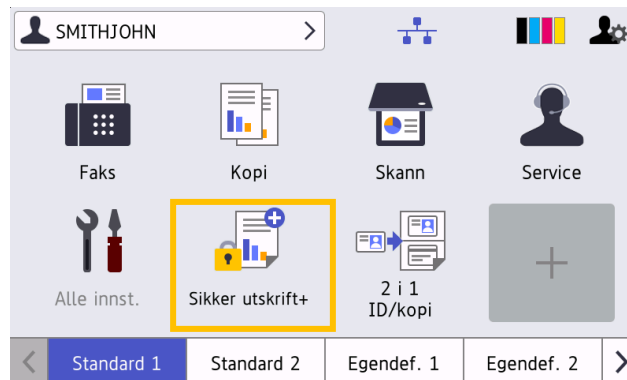 SMITHJOHN
Faks
Kopi
Skann
Service
Alle innst.
Sikker utskrift+
2 i 1
ID/kopi
Standard 1
Standard 2
Egendef. 1
Egendef. 2